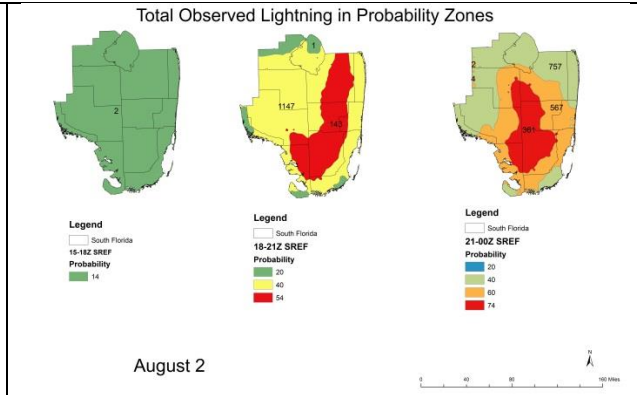 Total Observed Lightning in Probability Zones
2
1
1147
143
2
4
757
567
361
Legend
South Florida
15-18Z SREF
Probability
14
Legend
South Florida
18-21Z SREF
Probability
20
40
54
Legend
South Florida
21-00Z SREF
Probability
20
40
60
74
August 2
N
0 40 80 160 Miles